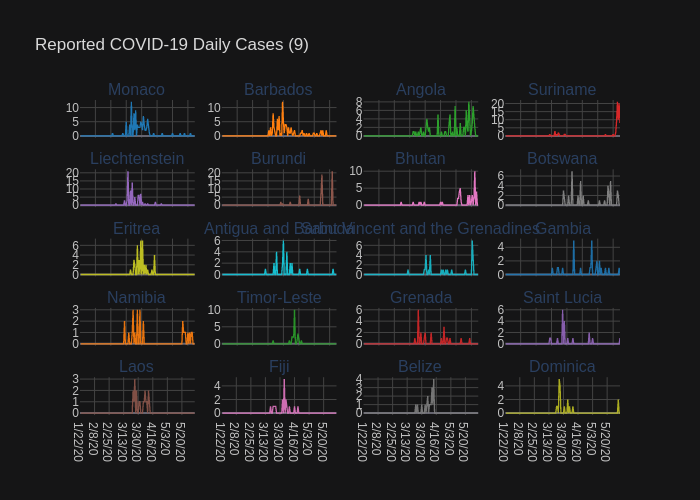 Reported COVID-19 Daily Cases (9)
Monaco Barbados Angola Suriname
10 5 0 10 5 0 8 6 4 2 0 20 15 10 5 0
Liechtenstein Burundi Bhutan Botswana
20 15 10 5 0 20 15 10 5 0 10 5 0 6 4 2 0
Eritrea Antigua and Barbuda Saint Vincent and the Grenadines Gambia
6 4 2 0 6 4 2 0 6 4 2 0 4 2 0
Namibia Timor-Leste Grenada Saint Lucia
3 2 1 0 10 5 0 6 4 2 0 6 4 2 0
Laos Fiji Belize Dominica
3 2 1 0 4 2 0 4 3 2 1 0 4 2 0
1/22/20 2/8/20 2/25/20 3/13/20 3/30/20 4/16/20 5/3/20 5/20/20 1/22/20 2/8/20 2/25/20 3/13/20 3/30/20 4/16/20 5/3/20 5/20/20 1/22/20 2/8/20 2/25/20 3/13/20 3/30/20 4/16/20 5/3/20 5/20/20 1/22/20 2/8/20 2/25/20 3/13/20 3/30/20 4/16/20 5/3/20 5/20/20